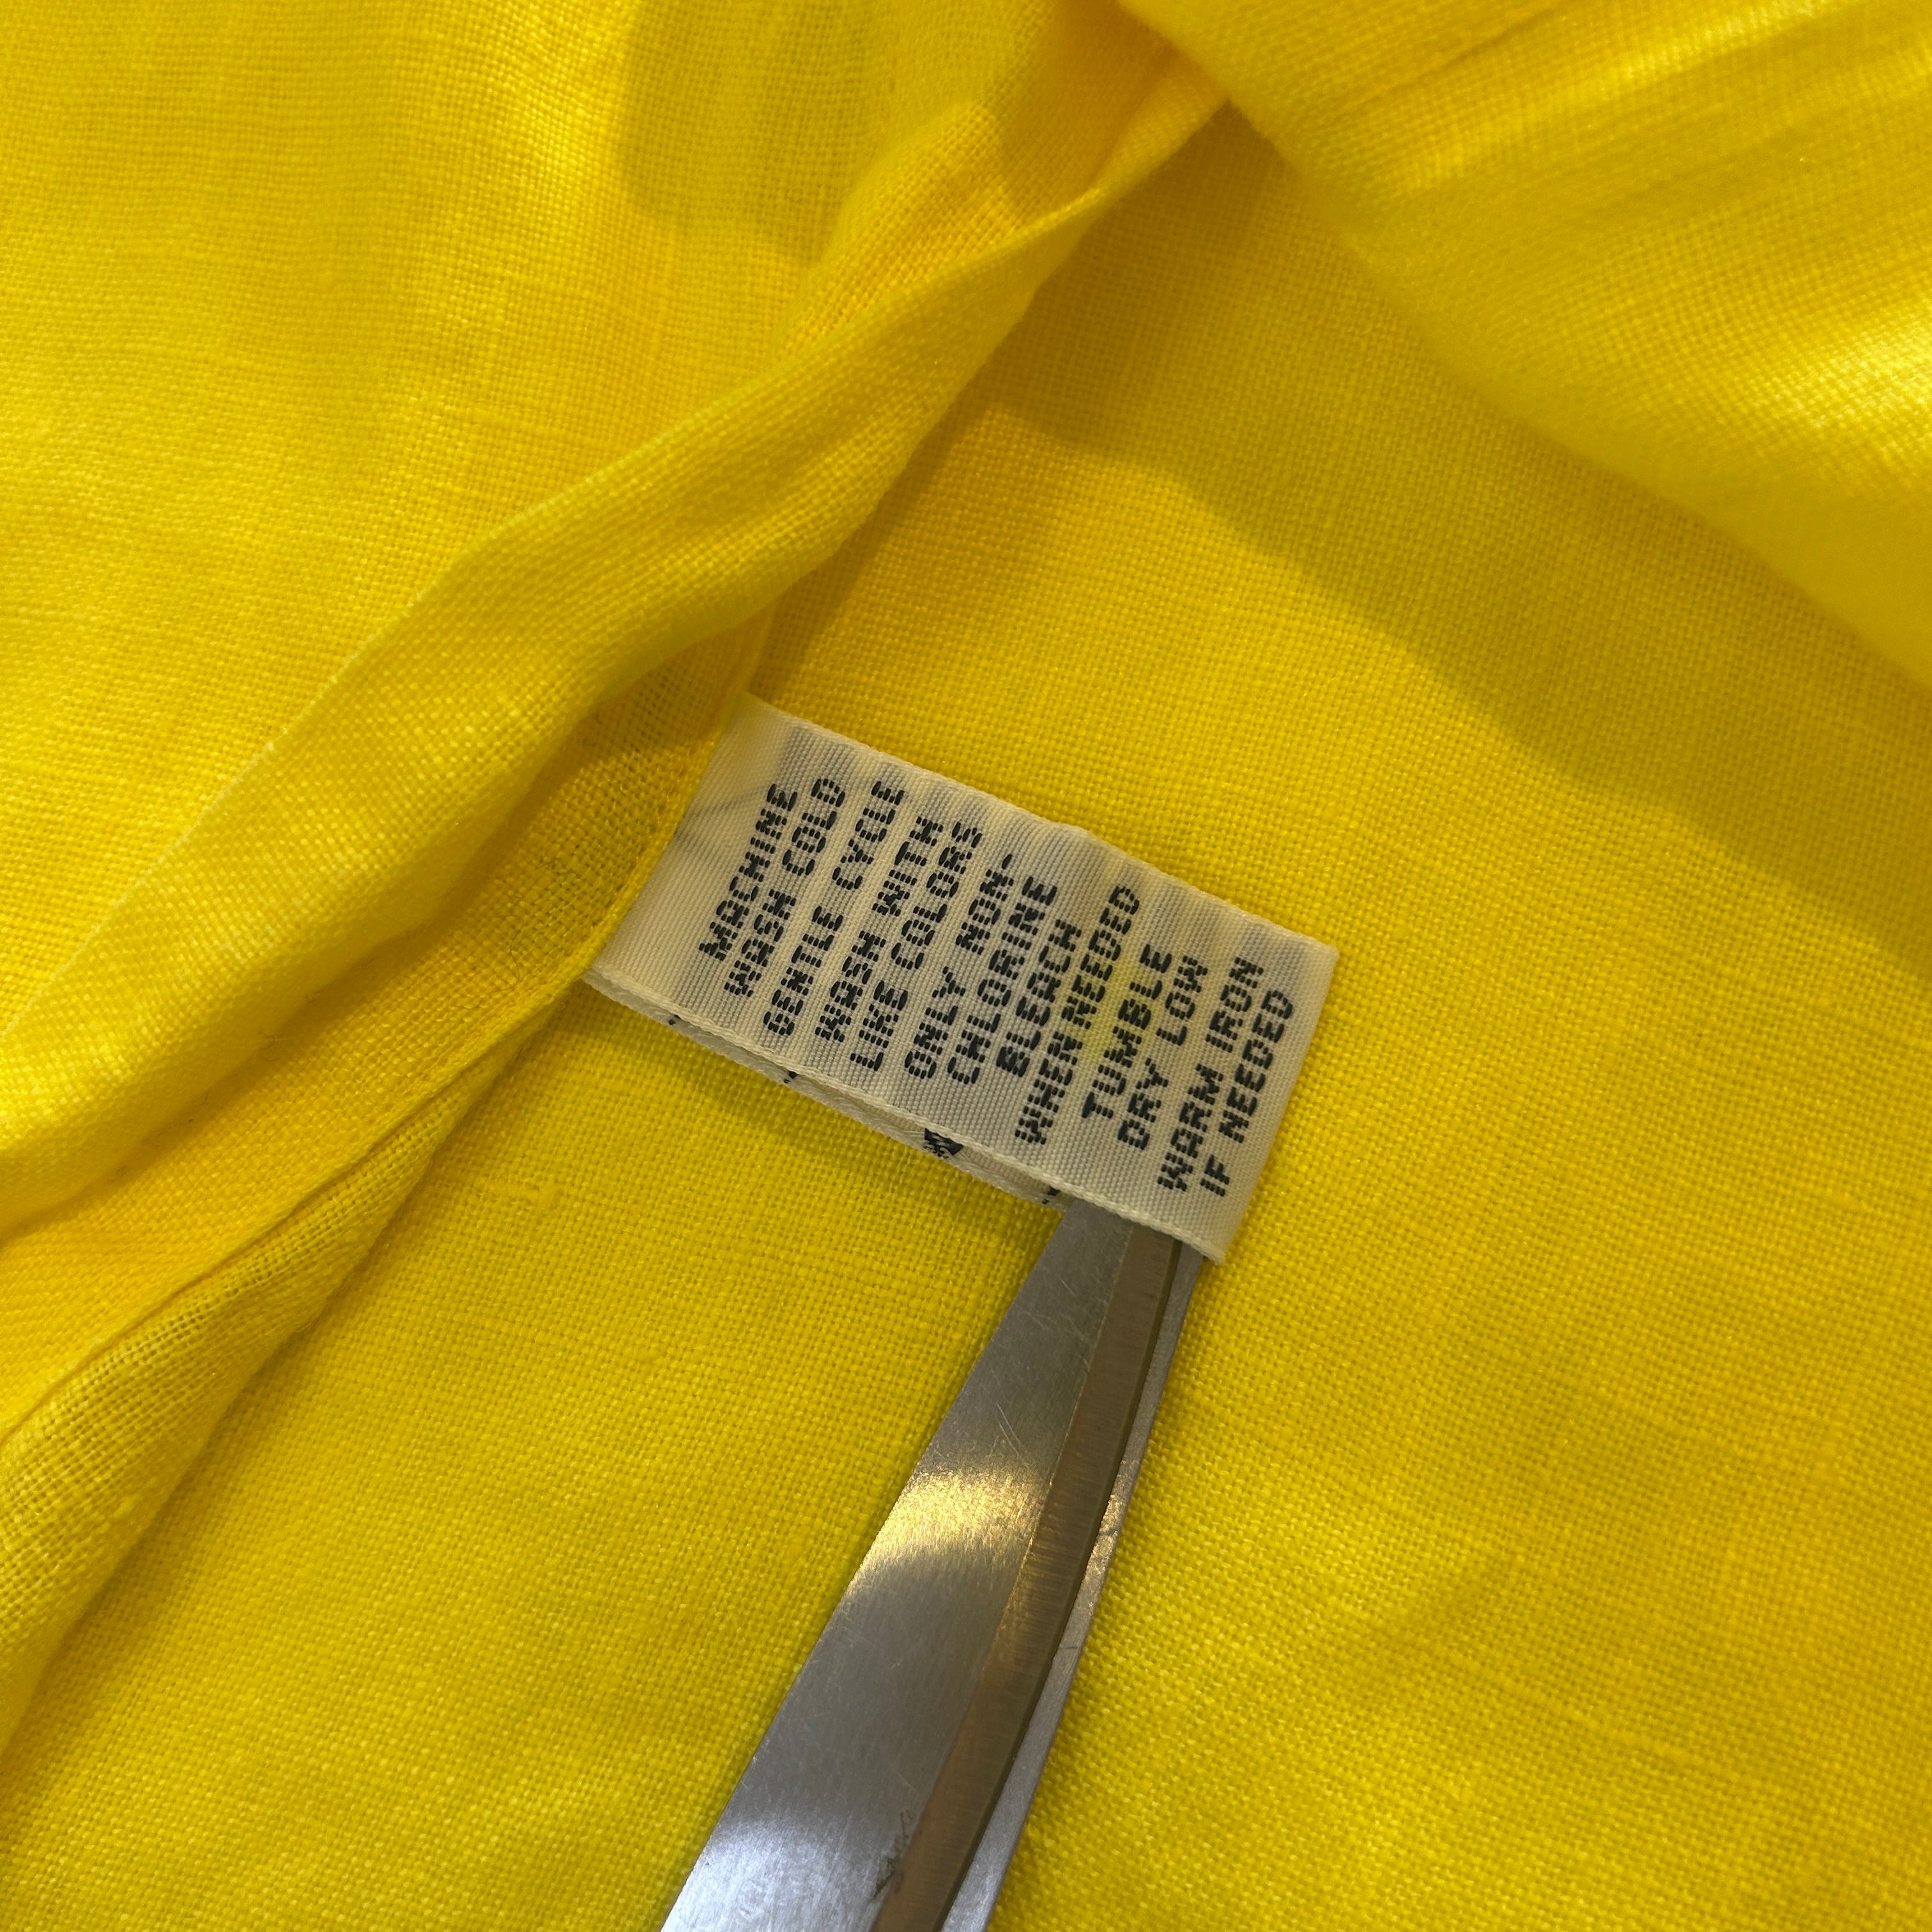 MACHINE
WASH COLD
GENTLE CYCLE
WASH WITH
LIKE COLORS
ONLY NON-
CHLORINE
BLEACH
WHEN NEEDED
TUMBLE
DRY LOW
WARM IRON
IF NEEDED